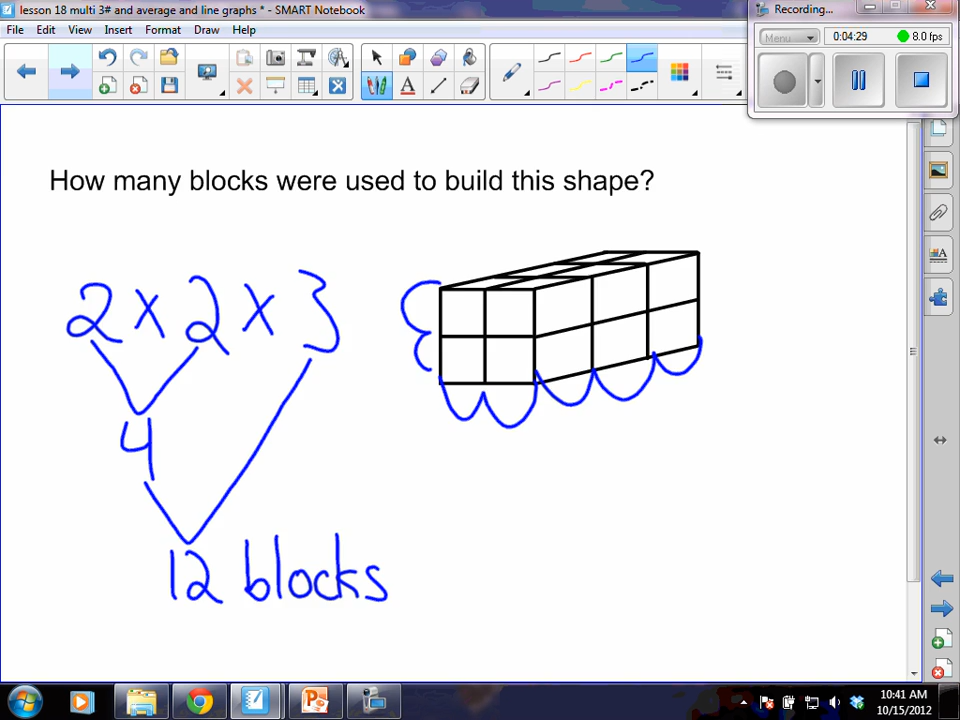 lesson 18 multi 3# and average and line graphs * - SMART Notebook
Recording...
File Edit View Insert Format Draw Help
Menu 0:04:29 8.0 fps
How many blocks were used to build this shape?
2 x 2 x 3
4
12 blocks
10:41 AM
10/15/2012